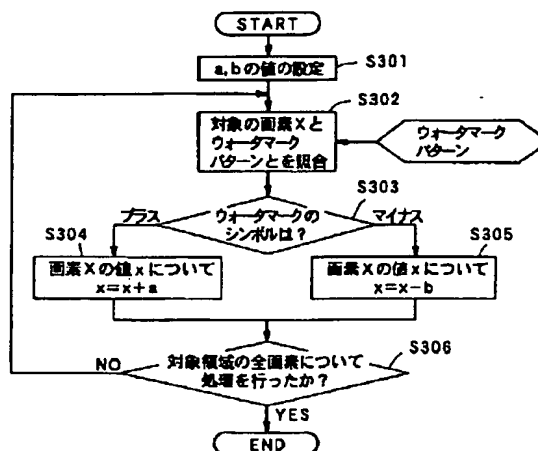 START
a,bの値の設定
S301
S302
対象の画素Xと
ウォータマーク
パターンとを照合
ウォータマーク
パターン
S303
プラス
ウォータマークの
シンボルは?
マイナス
S304
画素Xの値xについて
x=x+a
S305
画素Xの値xについて
x=x-b
S306
対象領域の全画素について
処理を行ったか?
NO
YES
END